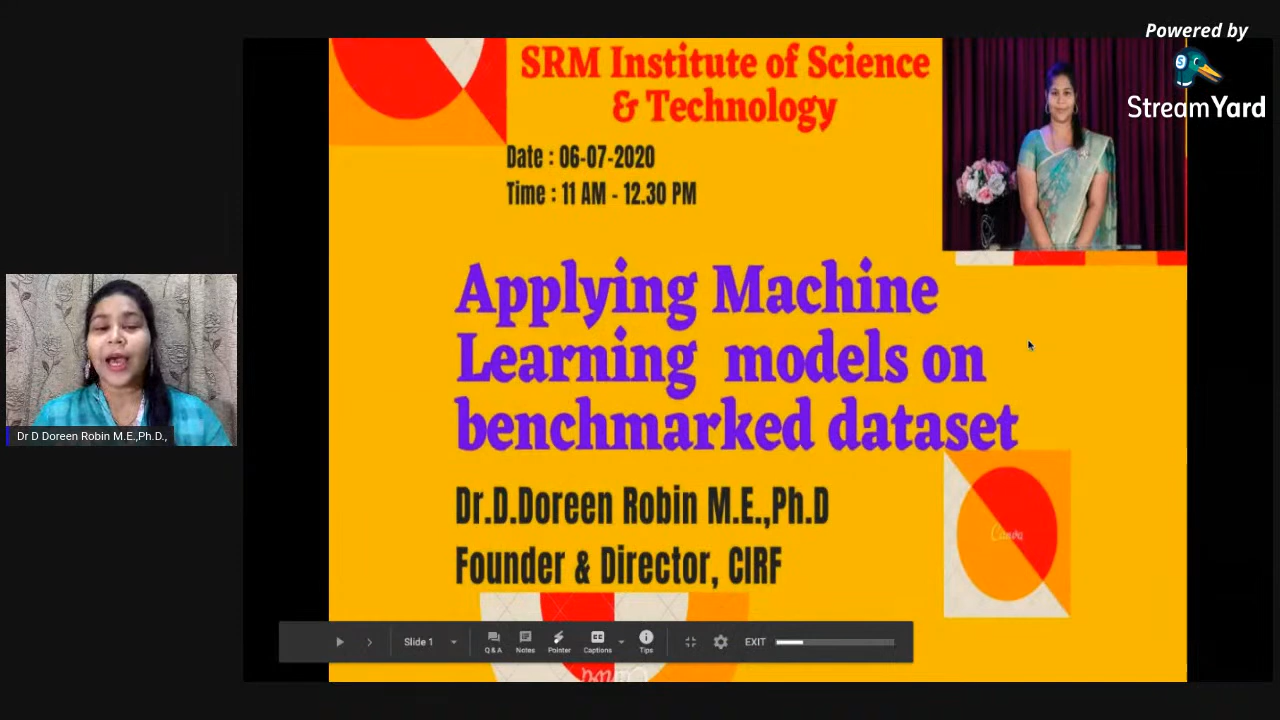 Powered by
StreamYard
SRM Institute of Science
& Technology
Date : 06-07-2020
Time : 11 AM - 12.30 PM
Applying Machine
Learning models on
benchmarked dataset
Dr.D.Doreen Robin M.E.,Ph.D
Founder & Director, CIRF
Canva
Dr D Doreen Robin M.E.,Ph.D.,
Slide 1
Q & A
Notes
Pointer
Captions
Tips
EXIT
Canva